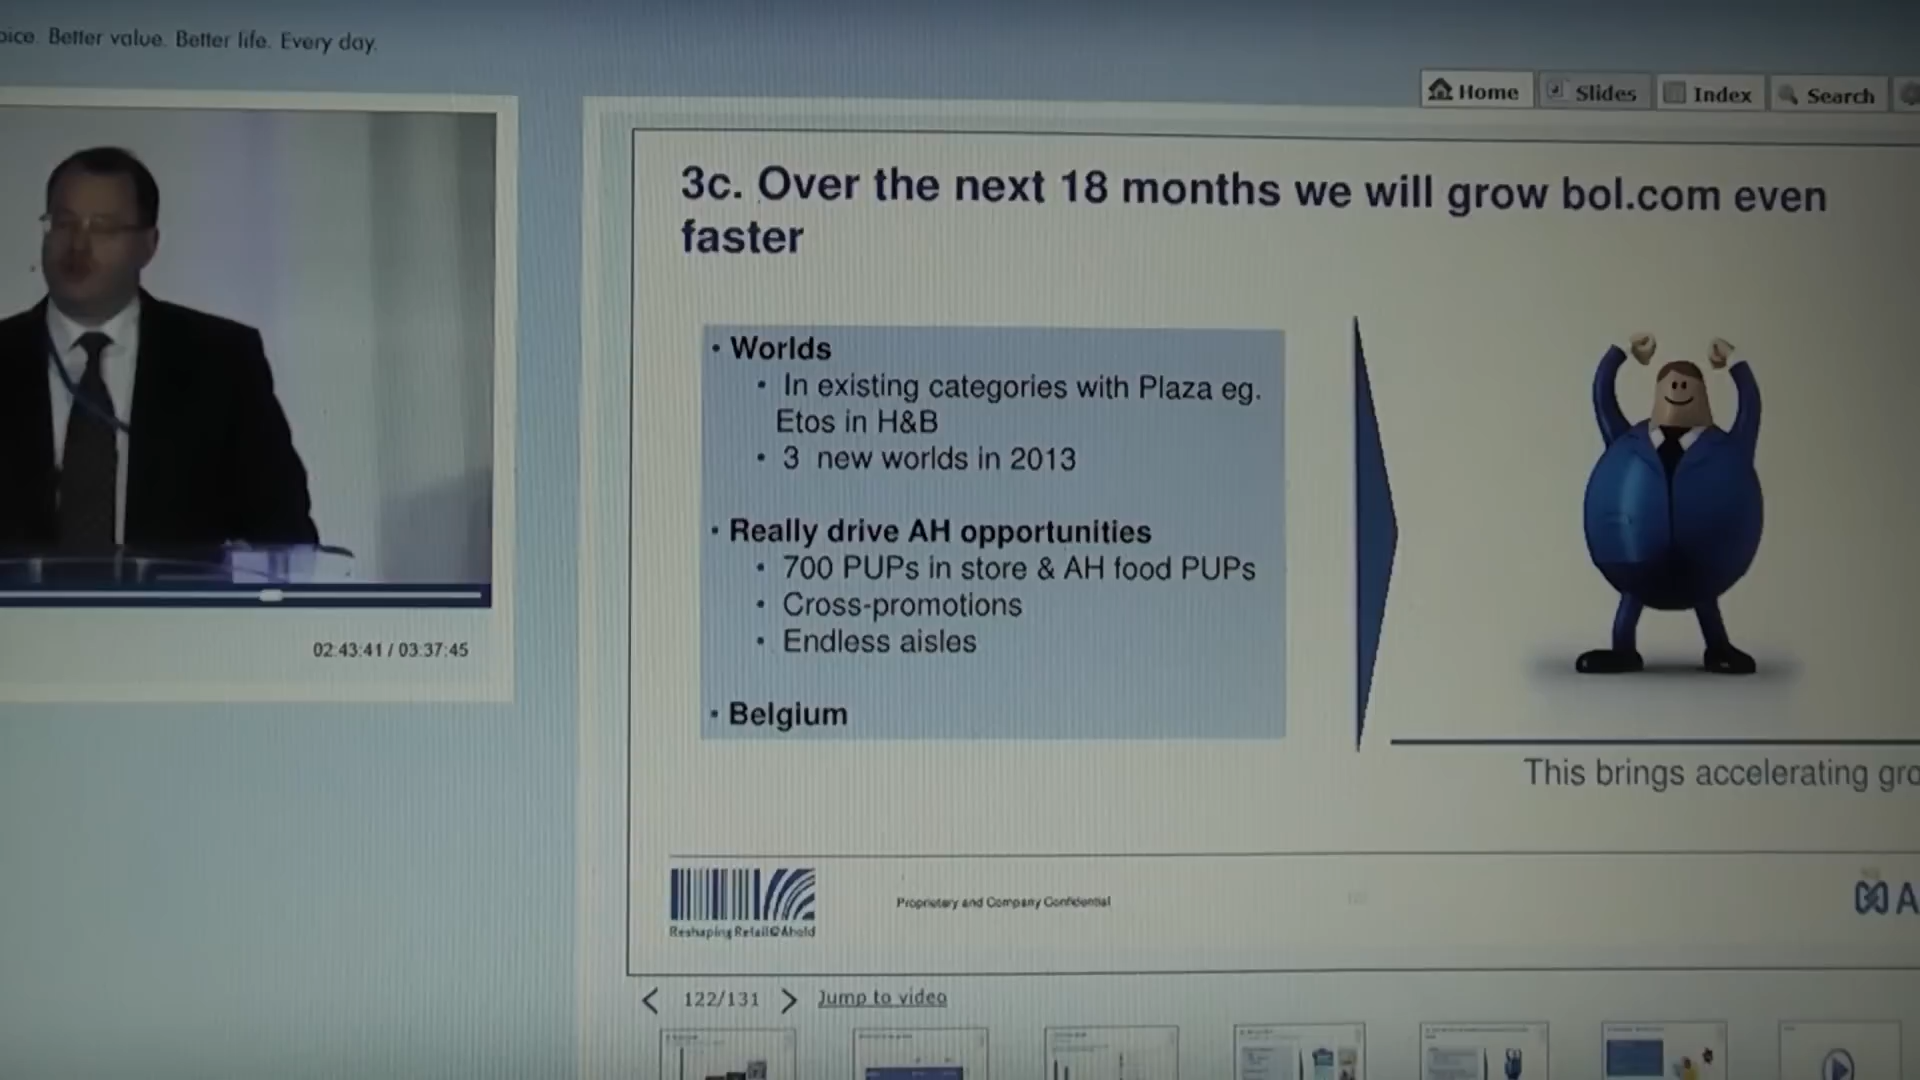 Better value. Better life. Every day.
Home
Slides
Index
Search
3c. Over the next 18 months we will grow bol.com even
faster
• Worlds
• In existing categories with Plaza eg.
Etos in H&B
• 3 new worlds in 2013
• Really drive AH opportunities
• 700 PUPs in store & AH food PUPs
• Cross-promotions
• Endless aisles
• Belgium
02:43:41 / 03:37:45
This brings accelerating
Proprietary and Company Confidential
Reshaping Retail@Ahold
122/131
Jump to video